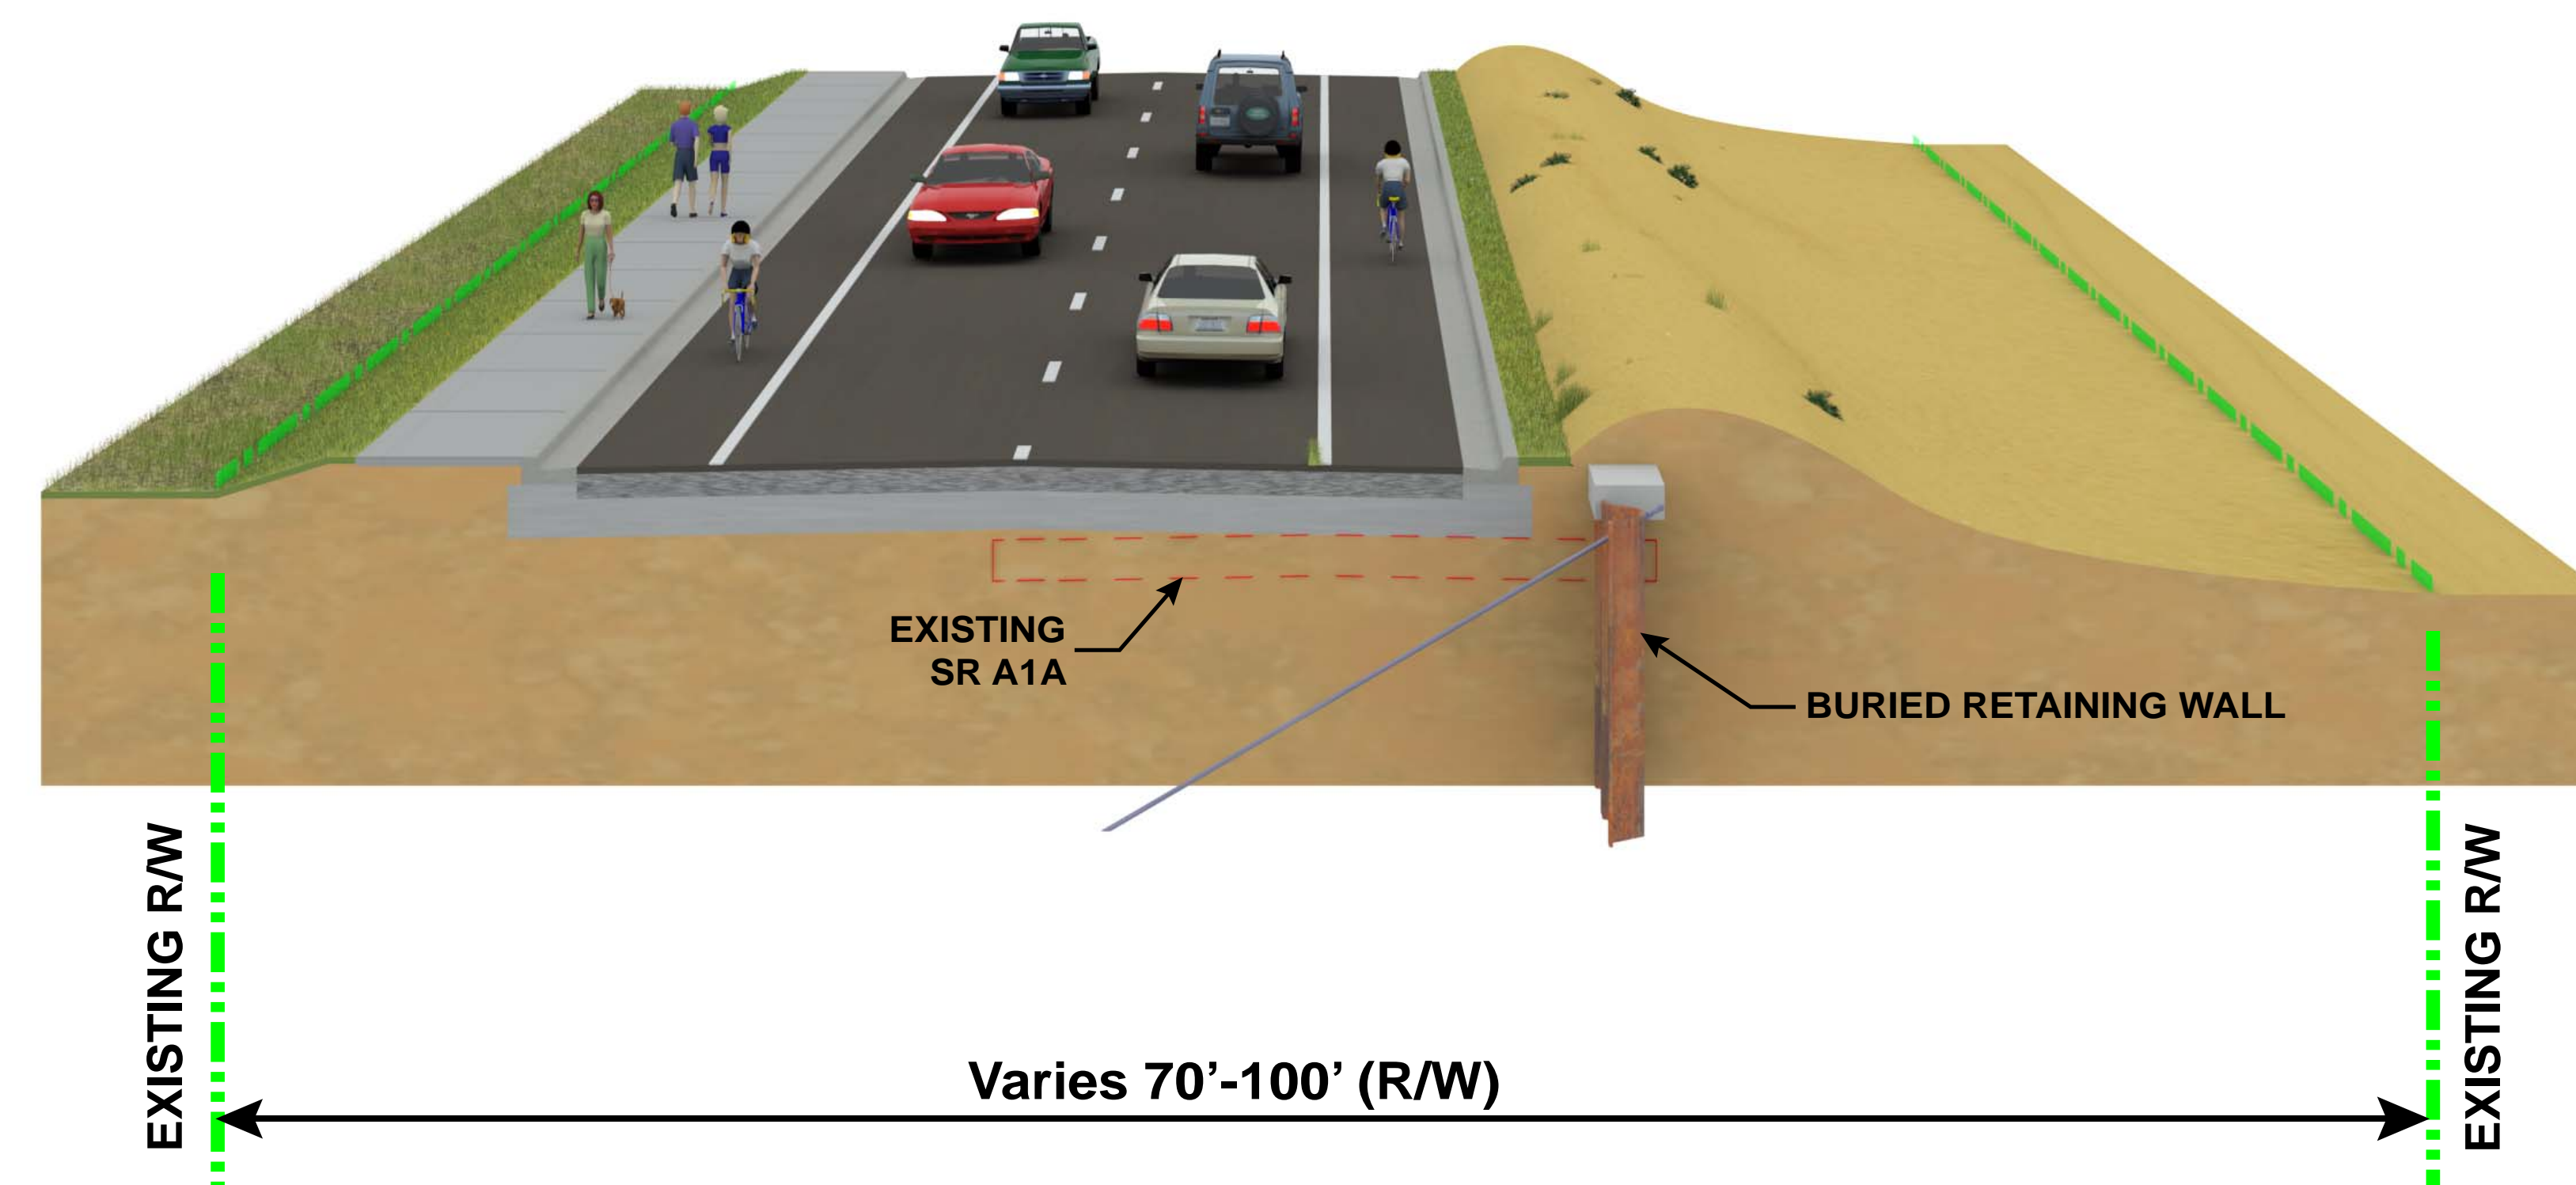 EXISTING
SR A1A
BURIED RETAINING WALL
EXISTING R/W
EXISTING R/W
Varies 70’-100’ (R/W)